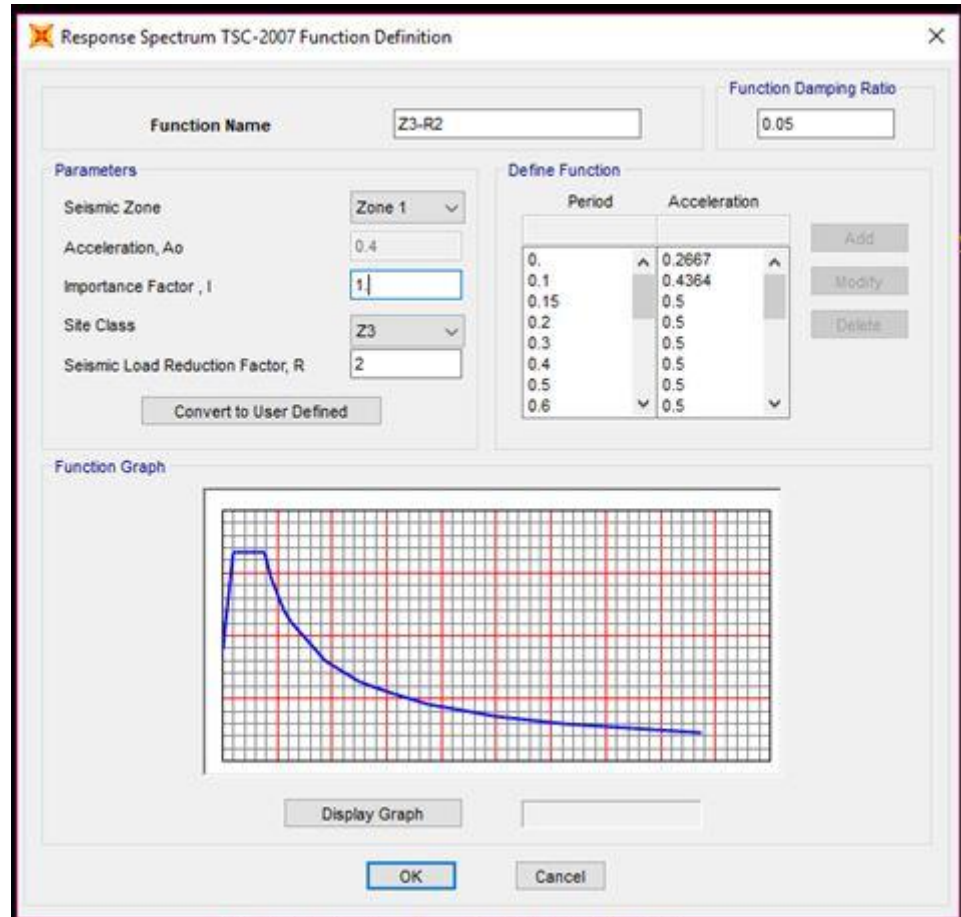 Response Spectrum TSC-2007 Function Definition
Function Damping Ratio
Function Name Z3-R2 0.05
Parameters
Seismic Zone Zone 1
Acceleration, Ao 0.4
Importance Factor , I 1.
Site Class Z3
Seismic Load Reduction Factor, R 2
Convert to User Defined
Define Function
Period Acceleration
0. 0.2667
0.1 0.4364
0.15 0.5
0.2 0.5
0.3 0.5
0.4 0.5
0.5 0.5
0.6 0.5
Add
Modify
Delete
Function Graph
Display Graph
OK Cancel